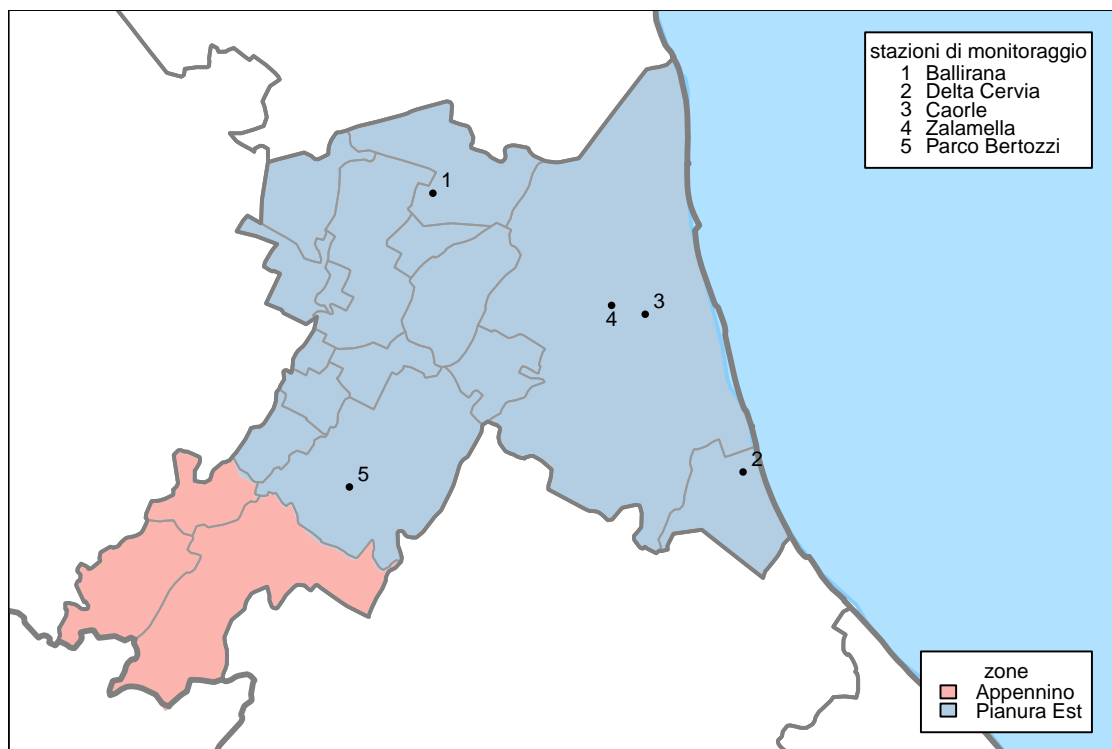 stazioni di monitoraggio
1 Ballirana
2 Delta Cervia
3 Caorle
4 Zalamella
5 Parco Bertozzi
1
3
4
2
5
zone
Appennino
Pianura Est